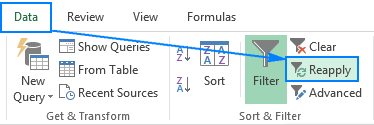 Data Review View Formulas
New Query
Show Queries
From Table
Recent Sources
Get & Transform
A Z
Z A
Z A A Z
Sort
Filter
Clear
Reapply
Advanced
Sort & Filter